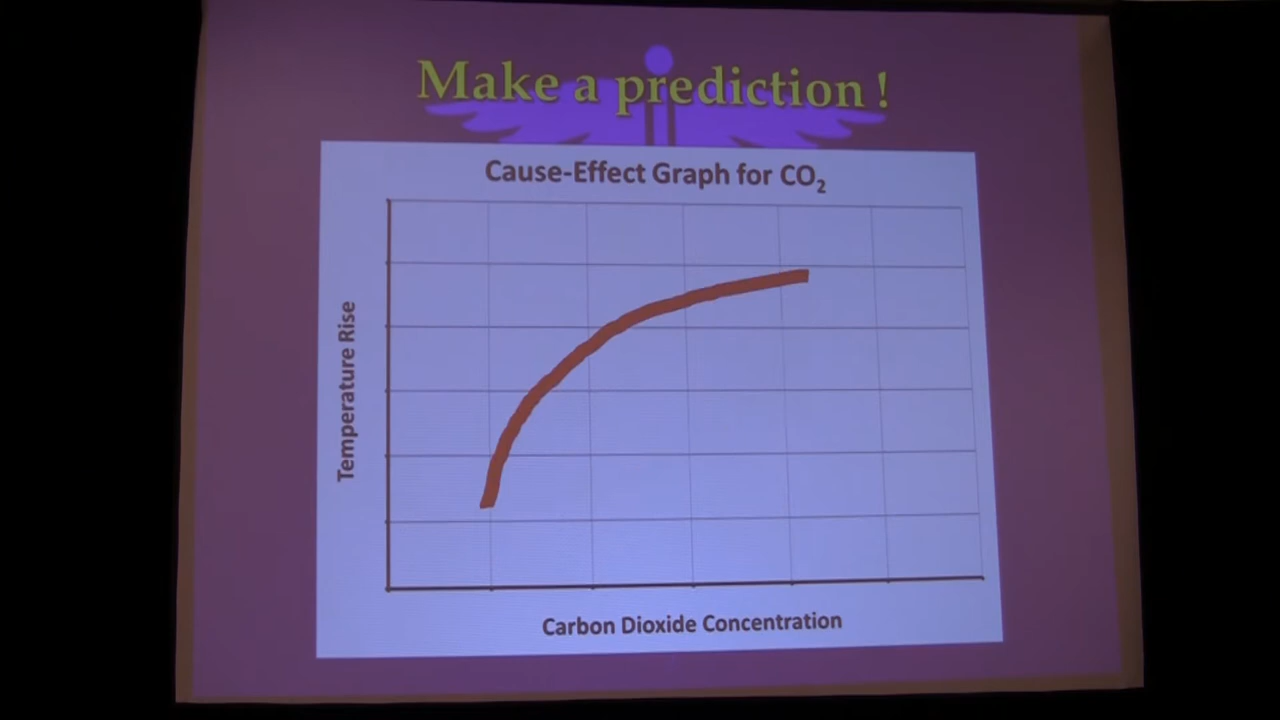 Make a prediction !
Cause-Effect Graph for CO₂
Temperature Rise
Carbon Dioxide Concentration